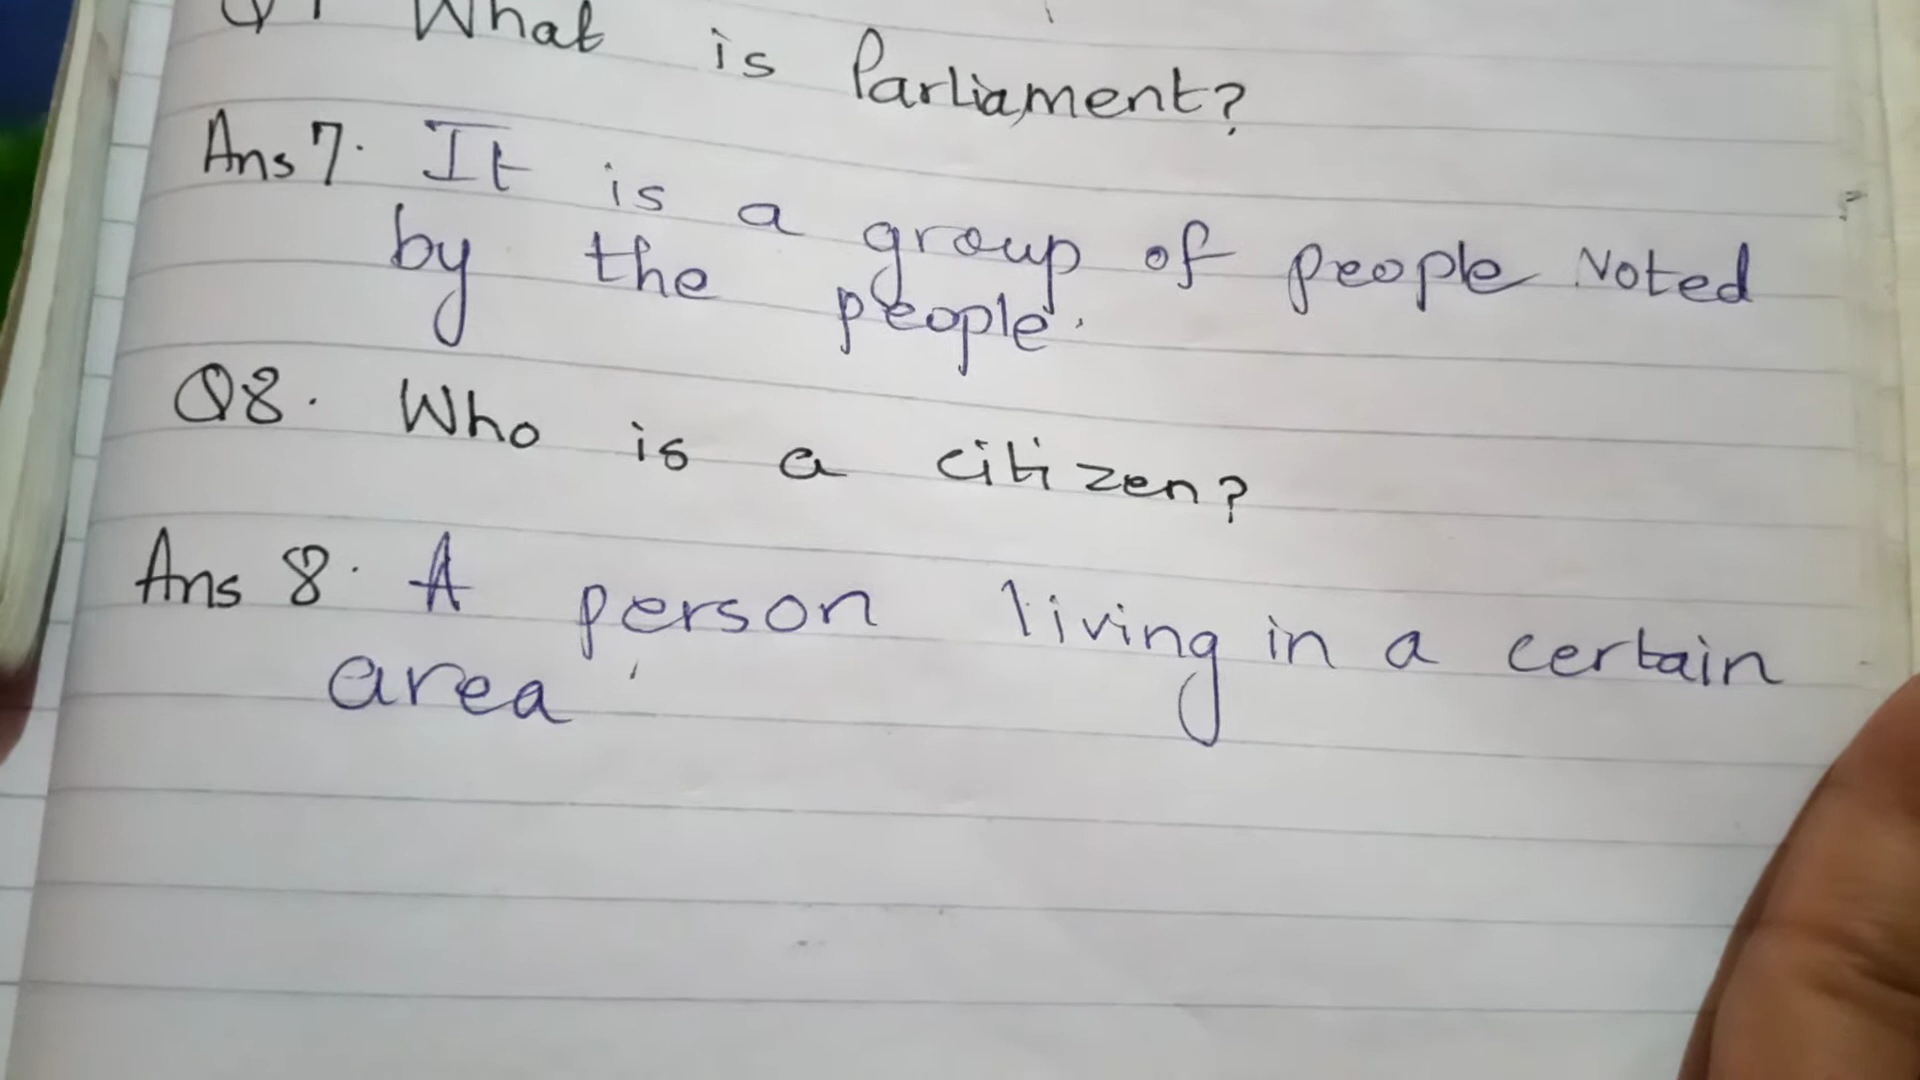 Q7 What is Parliament?
Ans 7. It is a group of people Voted
by the people.
Q8. Who is a citizen?
Ans 8. A person living in a certain
area.